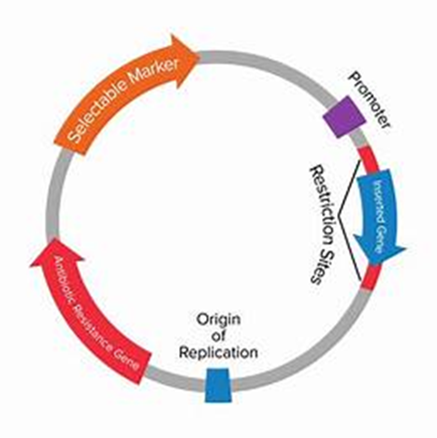 Selectable Marker
Promoter
Restriction Sites
Inserted Gene
Antibiotic Resistance Gene
Origin
of
Replication